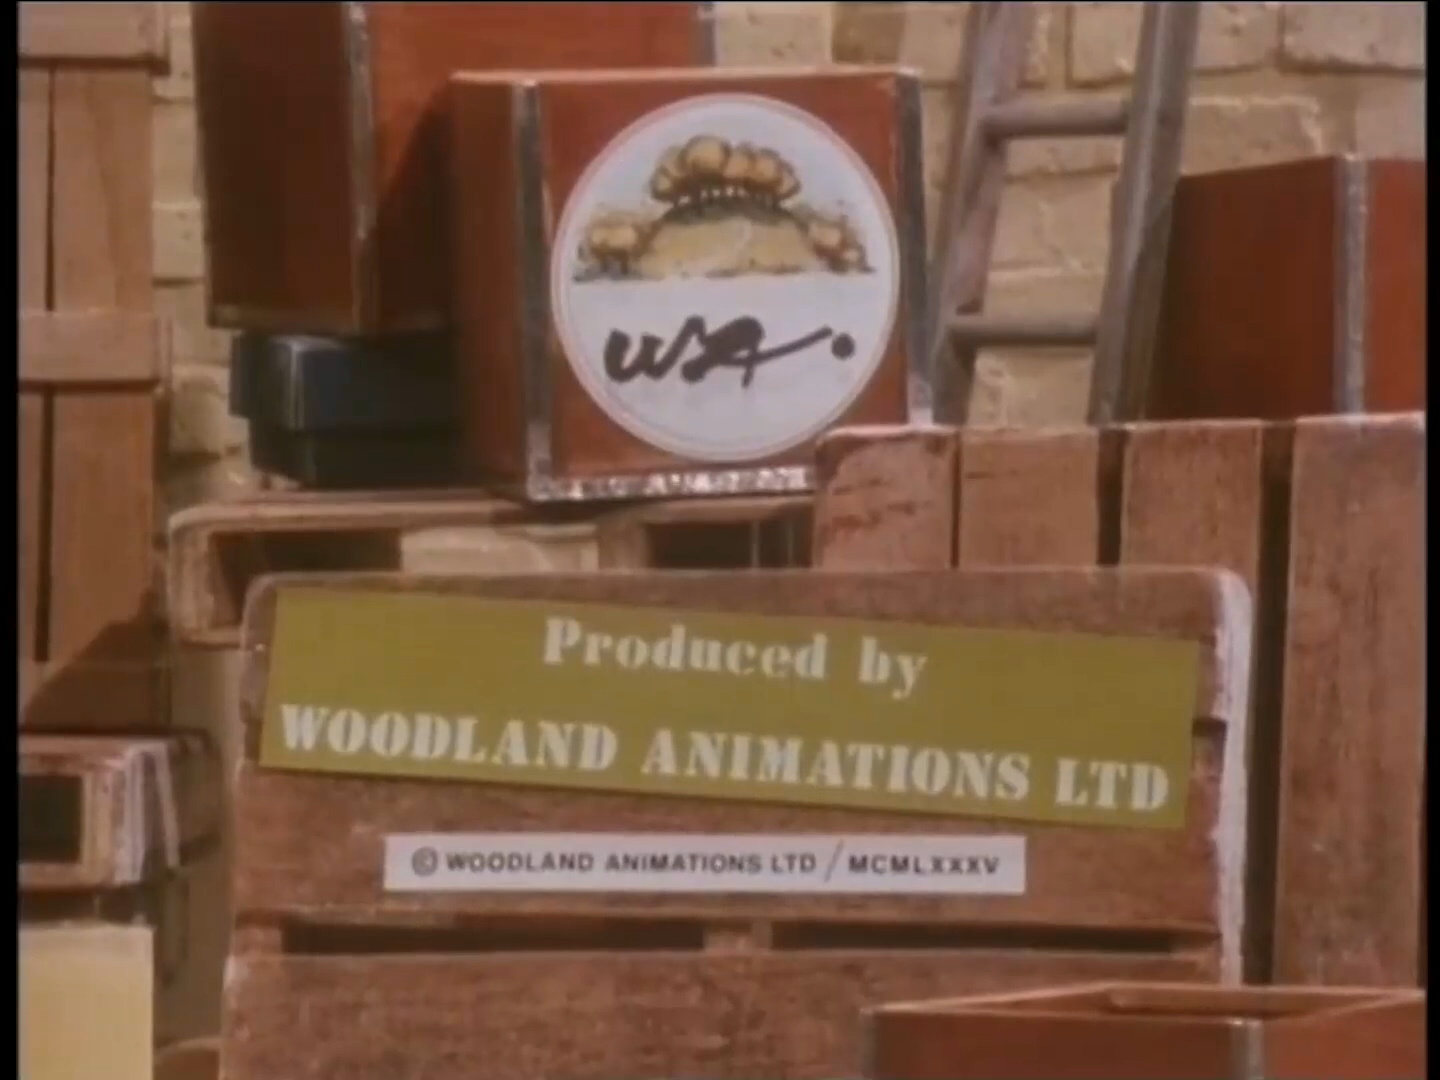 WA.
Produced by
WOODLAND ANIMATIONS LTD
© WOODLAND ANIMATIONS LTD / MCMLXXXV